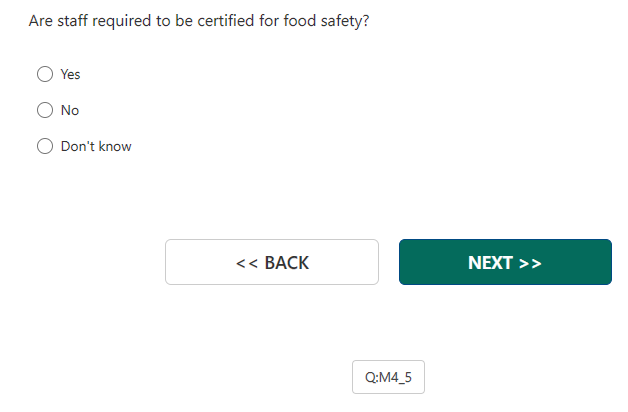 Are staff required to be certified for food safety?
Yes
No
Don't know
<< BACK
NEXT >>
Q:M4_5